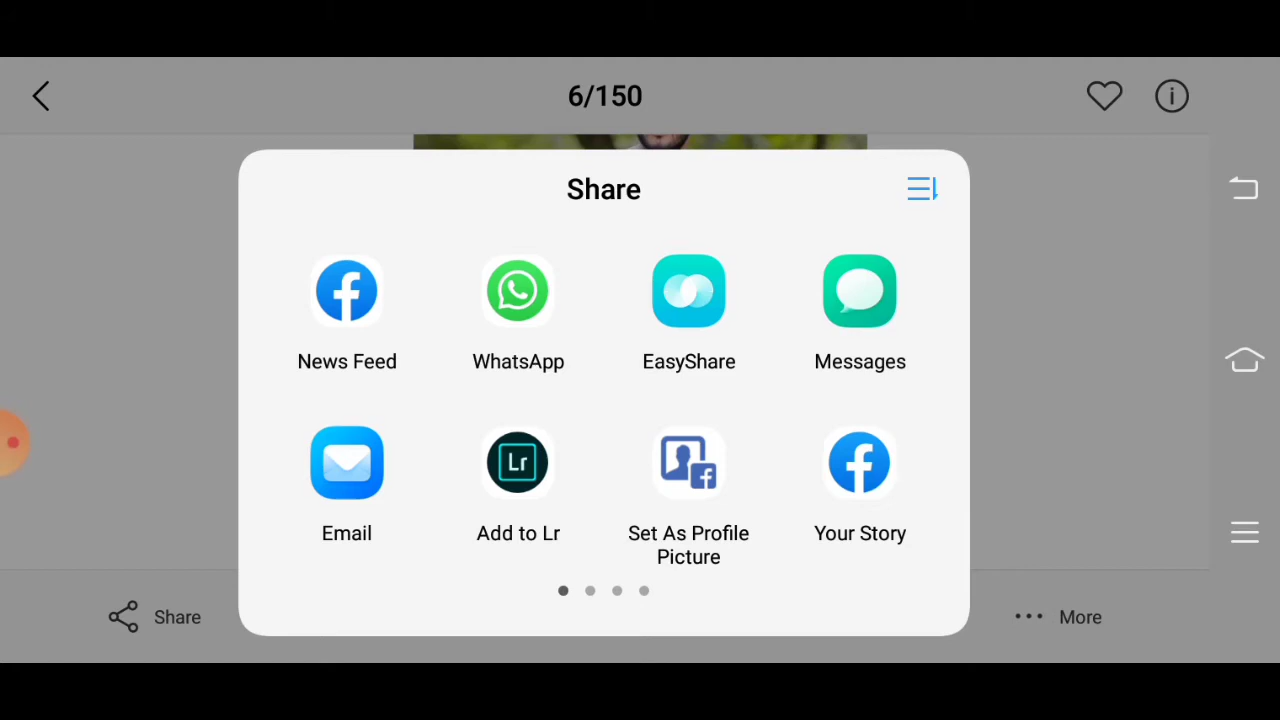 6/150
Share
News Feed
WhatsApp
EasyShare
Messages
Lr
Email
Add to Lr
Set As Profile
Picture
Your Story
Share
More